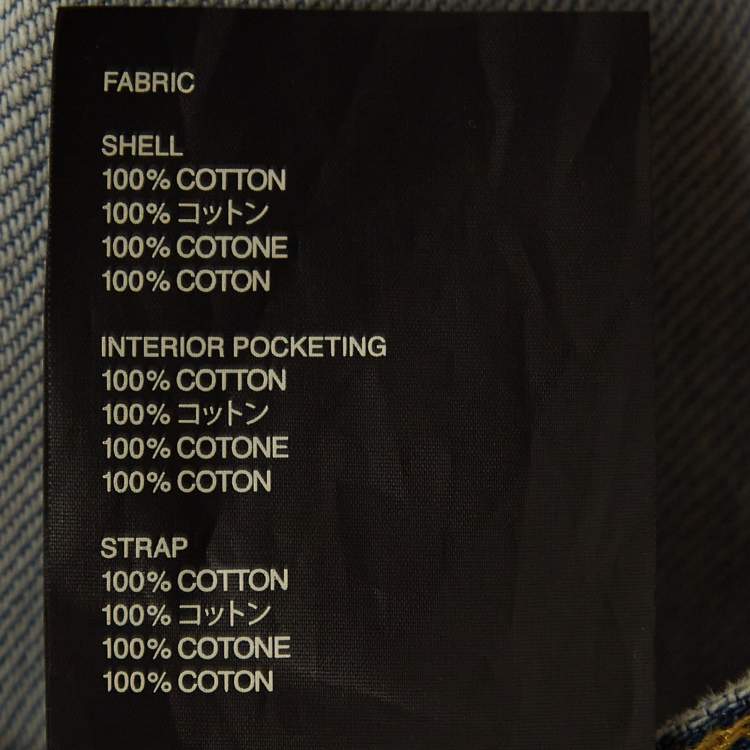 FABRIC
SHELL
100% COTTON
100% コットン
100% COTONE
100% COTON
INTERIOR POCKETING
100% COTTON
100% コットン
100% COTONE
100% COTON
STRAP
100% COTTON
100% コットン
100% COTONE
100% COTON